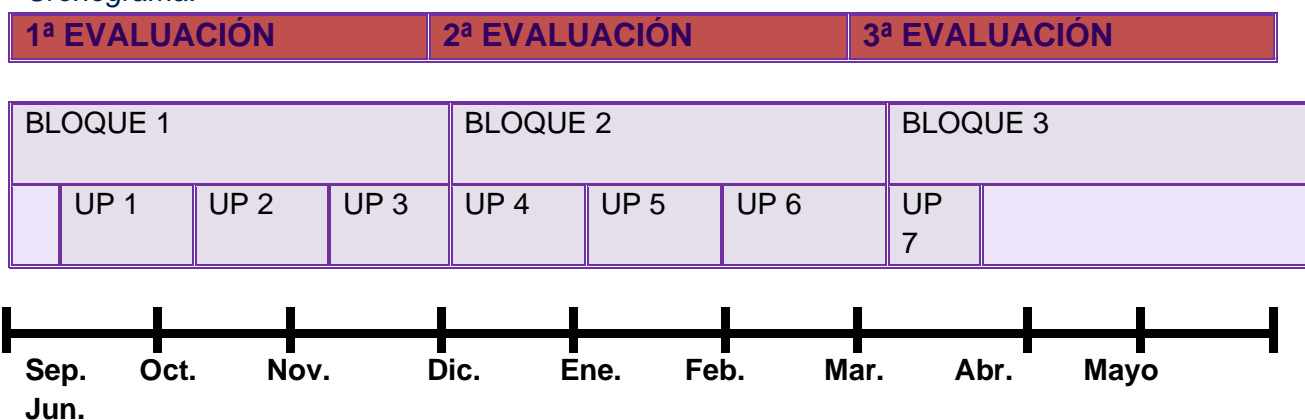 Cronograma:
1ª EVALUACIÓN 2ª EVALUACIÓN 3ª EVALUACIÓN
BLOQUE 1 BLOQUE 2 BLOQUE 3
UP 1 UP 2 UP 3 UP 4 UP 5 UP 6 UP
7
Sep. Oct. Nov. Dic. Ene. Feb. Mar. Abr. Mayo
Jun.